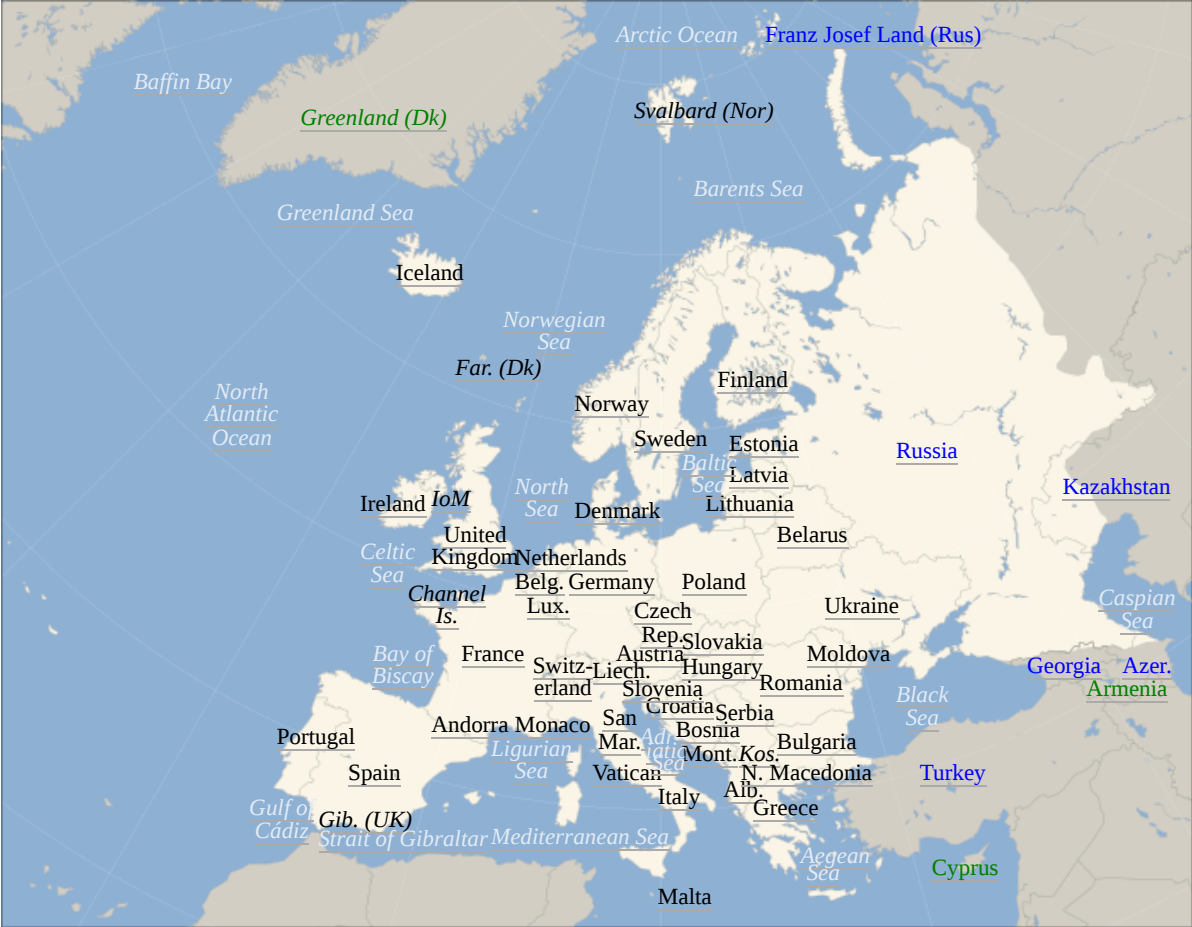 Arctic Ocean
Franz Josef Land (Rus)
Baffin Bay
Greenland (Dk)
Svalbard (Nor)
Barents Sea
Greenland Sea
Iceland
Norwegian
Sea
Far. (Dk)
Finland
North
Atlantic
Ocean
Norway
Sweden
Estonia
Russia
Baltic
Sea
Latvia
Kazakhstan
Ireland
IoM
North
Sea
Denmark
Lithuania
United
Kingdom
Belarus
Celtic
Sea
Netherlands
Belg.
Germany
Poland
Channel
Is.
Lux.
Czech
Rep.
Ukraine
Caspian
Sea
Slovakia
Bay of
Biscay
France
Switz-
erland
Liech.
Austria
Hungary
Moldova
Georgia
Azer.
Armenia
Slovenia
Romania
Croatia
Serbia
Black
Sea
Portugal
Andorra
Monaco
San
Mar.
Bosnia
Ligurian
Sea
Adr
iatic
Sea
Mont.
Kos.
Bulgaria
Spain
Vatican
N. Macedonia
Turkey
Italy
Alb.
Greece
Gulf of
Cádiz
Gib. (UK)
Strait of Gibraltar
Mediterranean Sea
Aegean
Sea
Cyprus
Malta